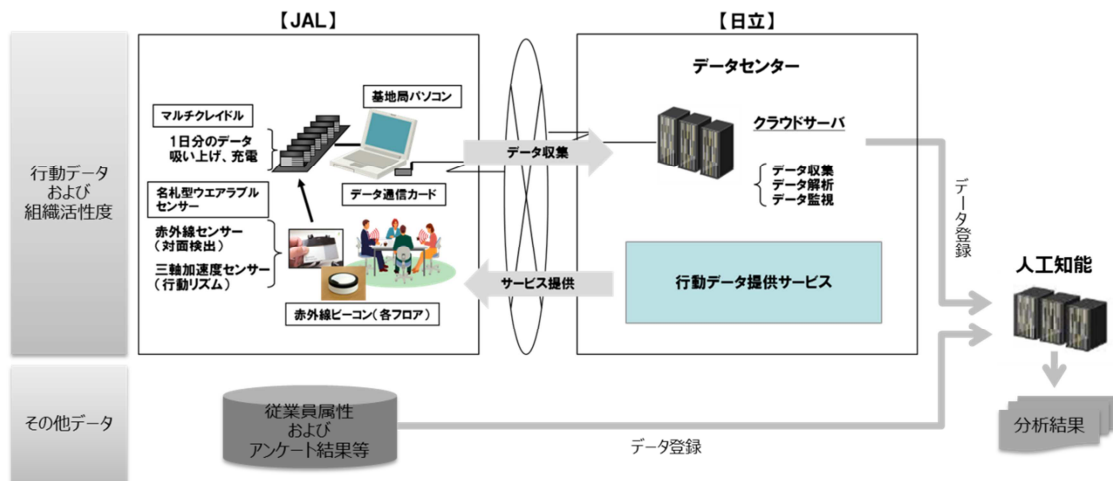 【JAL】
【日立】
行動データ
および
組織活性度
マルチクレイドル
1日分のデータ
吸い上げ、充電
基地局パソコン
名札型ウエアラブル
センサー
データ通信カード
赤外線センサー
(対面検出)
三軸加速度センサー
(行動リズム)
赤外線ビーコン(各フロア)
データ収集
サービス提供
データセンター
クラウドサーバ
データ収集
データ解析
データ監視
行動データ提供サービス
データ登録
人工知能
分析結果
その他データ
従業員属性
および
アンケート結果等
データ登録